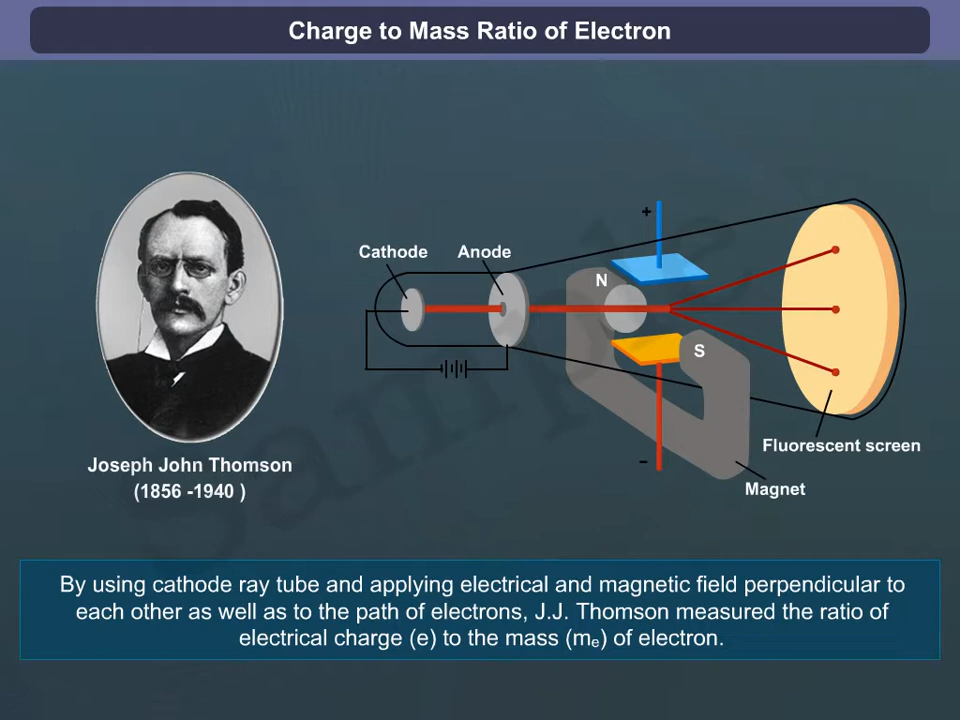 Charge to Mass Ratio of Electron
+
Cathode Anode
N
S
Fluorescent screen
Joseph John Thomson
(1856 -1940 )
–
Magnet
Sample
By using cathode ray tube and applying electrical and magnetic field perpendicular to
each other as well as to the path of electrons, J.J. Thomson measured the ratio of
electrical charge (e) to the mass (mₑ) of electron.